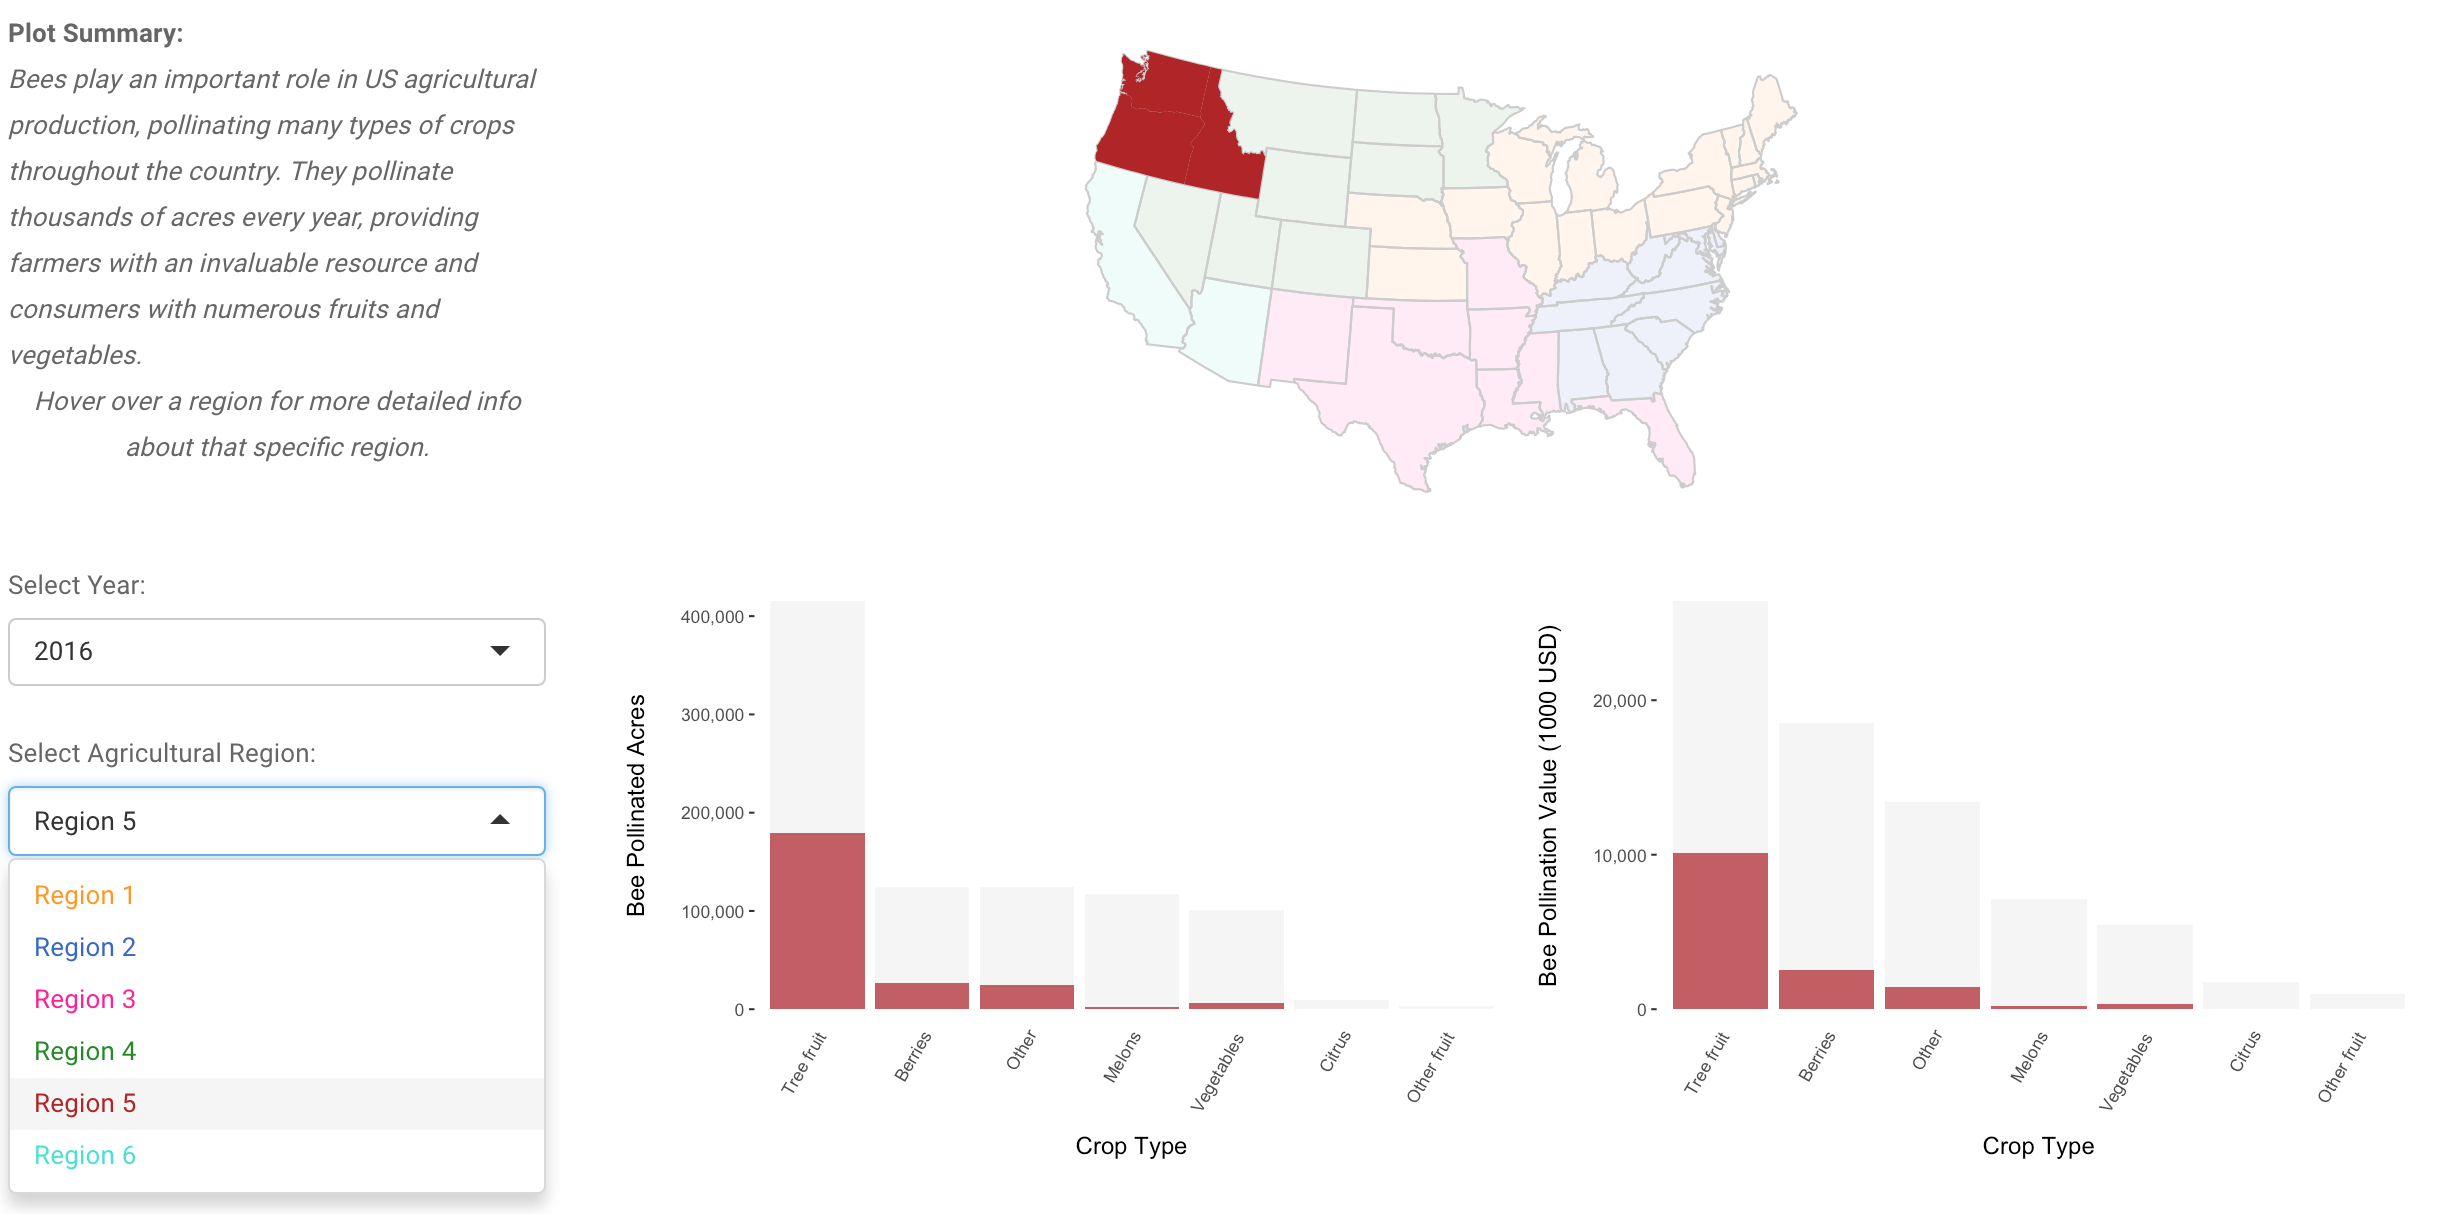 Plot Summary:
Bees play an important role in US agricultural
production, pollinating many types of crops
throughout the country. They pollinate
thousands of acres every year, providing
farmers with an invaluable resource and
consumers with numerous fruits and
vegetables.
Hover over a region for more detailed info
about that specific region.
Select Year:
2016
Select Agricultural Region:
Region 5
Region 1
Region 2
Region 3
Region 4
Region 5
Region 6
Bee Pollinated Acres
400,000
300,000
200,000
100,000
0
Tree fruit
Berries
Other
Melons
Vegetables
Citrus
Other fruit
Crop Type
Bee Pollination Value (1000 USD)
20,000
10,000
0
Tree fruit
Berries
Other
Melons
Vegetables
Citrus
Other fruit
Crop Type